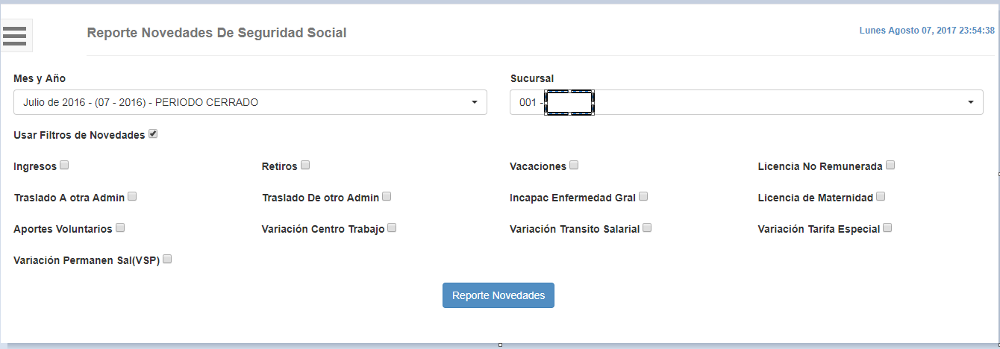 Reporte Novedades De Seguridad Social
Lunes Agosto 07, 2017 23:54:38
Mes y Año
Sucursal
Julio de 2016 - (07 - 2016) - PERIODO CERRADO
001 -
Usar Filtros de Novedades
Ingresos
Retiros
Vacaciones
Licencia No Remunerada
Traslado A otra Admin
Traslado De otro Admin
Incapac Enfermedad Gral
Licencia de Maternidad
Aportes Voluntarios
Variación Centro Trabajo
Variación Transito Salarial
Variación Tarifa Especial
Variación Permanen Sal(VSP)
Reporte Novedades